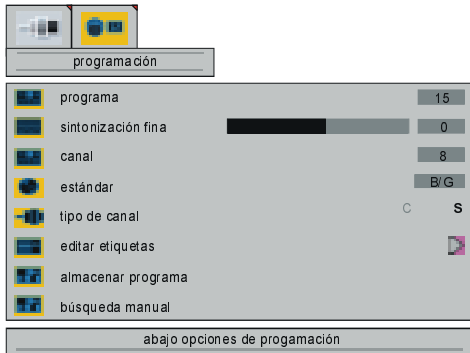 programación
programa 15
sintonización fina 0
canal 8
estándar B/G
tipo de canal C S
editar etiquetas
almacenar programa
búsqueda manual
abajo opciones de progamación